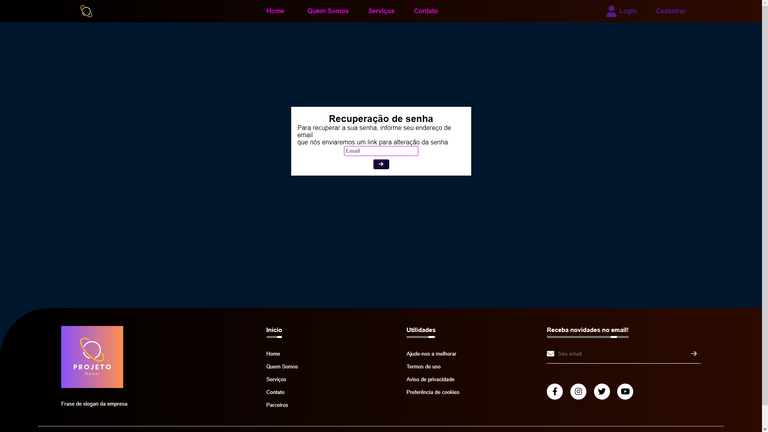 Home
Quem Somos
Serviços
Contato
Login
Cadastrar
Recuperação de senha
Para recuperar a sua senha, informe seu endereço de
email
que nós enviaremos um link para alteração da senha
Email
PROJETO
Gamer
Frase de slogan da empresa
Início
Home
Quem Somos
Serviços
Contato
Parceiros
Utilidades
Ajude-nos a melhorar
Termos de uso
Aviso de privacidade
Preferência de cookies
Receba novidades no email!
Seu email